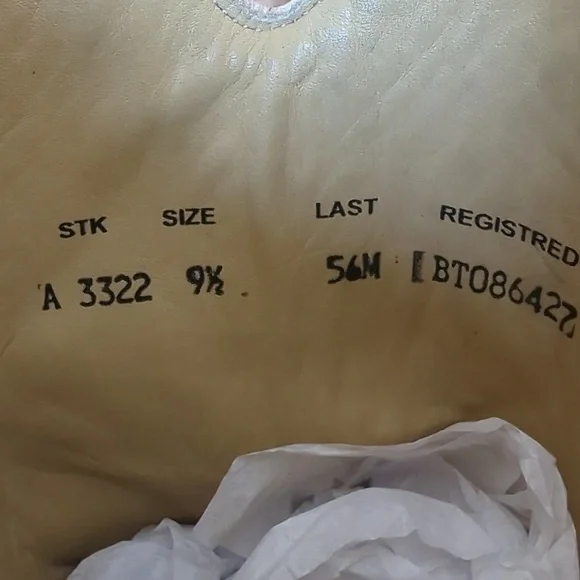 STK SIZE LAST REGISTRED
A 3322 9½ 56M BT086427